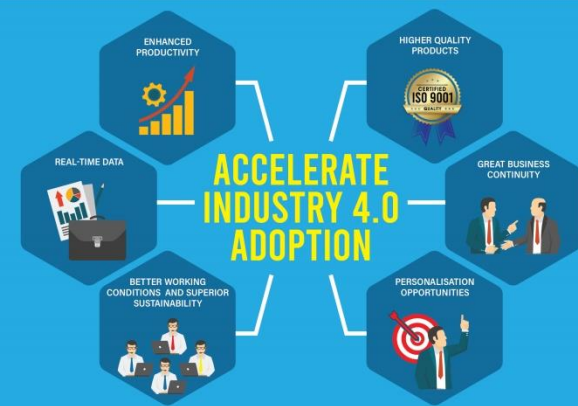 ENHANCED
PRODUCTIVITY
HIGHER QUALITY
PRODUCTS
CERTIFIED
ISO 9001
QUALITY
REAL-TIME DATA
ACCELERATE
INDUSTRY 4.0
ADOPTION
GREAT BUSINESS
CONTINUITY
BETTER WORKING
CONDITIONS AND SUPERIOR
SUSTAINABILITY
PERSONALISATION
OPPORTUNITIES